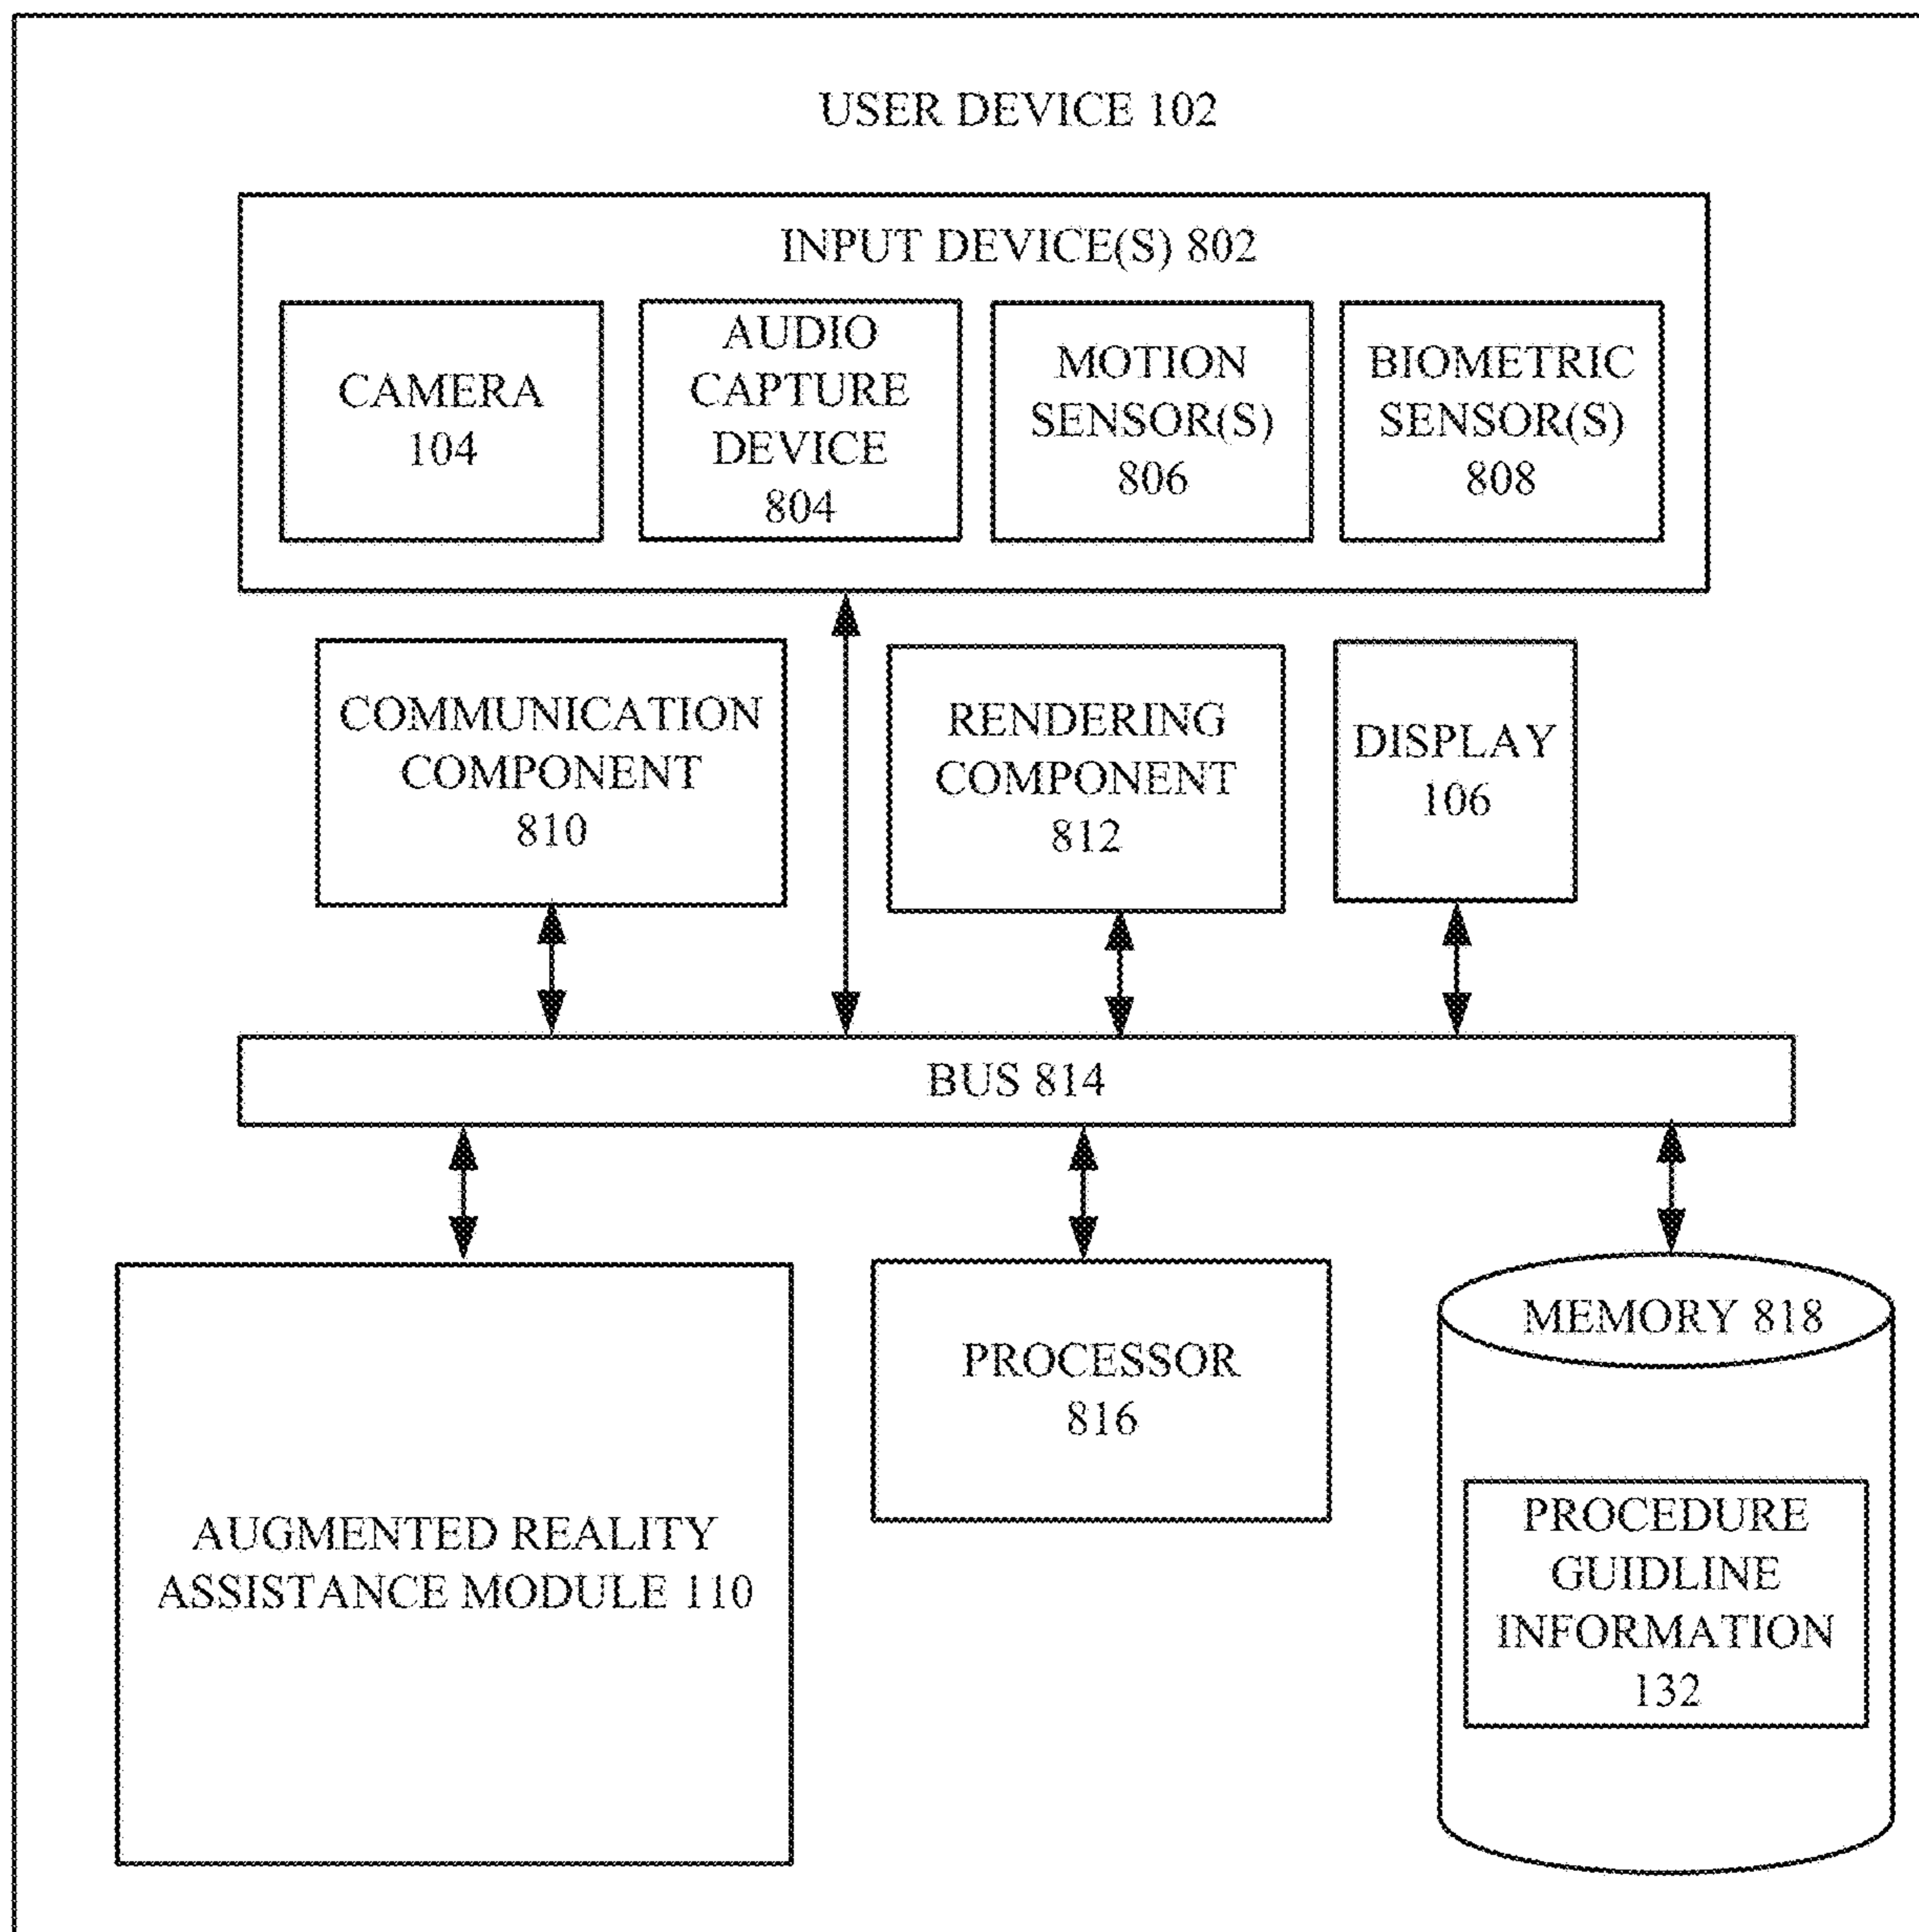 USER DEVICE 102
INPUT DEVICE(S) 802
CAMERA
104
AUDIO
CAPTURE
DEVICE
804
MOTION
SENSOR(S)
806
BIOMETRIC
SENSOR(S)
808
COMMUNICATION
COMPONENT
810
RENDERING
COMPONENT
812
DISPLAY
106
BUS 814
AUGMENTED REALITY
ASSISTANCE MODULE 110
PROCESSOR
816
MEMORY 818
PROCEDURE
GUIDLINE
INFORMATION
132